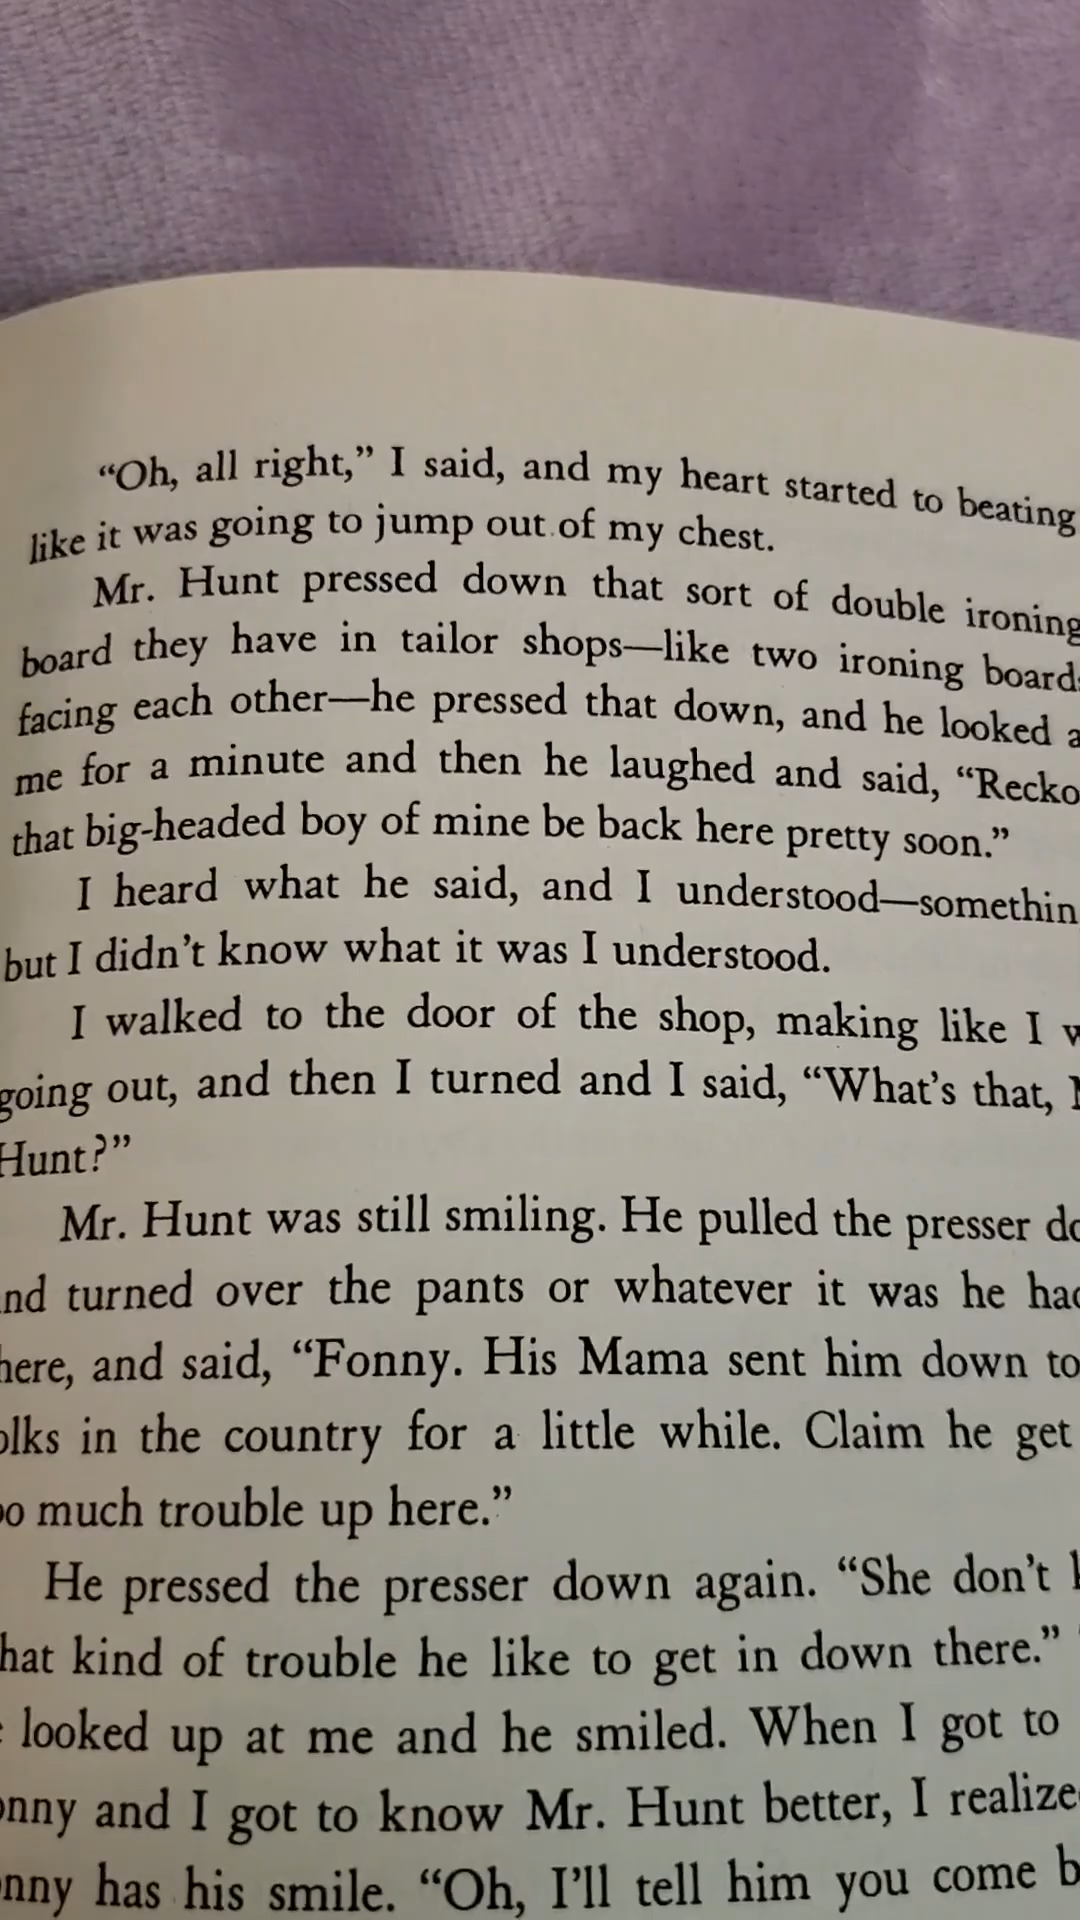 “Oh, all right,” I said, and my heart started to beating
like it was going to jump out of my chest.
Mr. Hunt pressed down that sort of double ironing
board they have in tailor shops—like two ironing board
facing each other—he pressed that down, and he looked a
me for a minute and then he laughed and said, “Recko
that big-headed boy of mine be back here pretty soon.”
I heard what he said, and I understood—somethin
but I didn’t know what it was I understood.
I walked to the door of the shop, making like I w
going out, and then I turned and I said, “What’s that,
Hunt?”
Mr. Hunt was still smiling. He pulled the presser do
nd turned over the pants or whatever it was he had
here, and said, “Fonny. His Mama sent him down to
olks in the country for a little while. Claim he get
oo much trouble up here.”
He pressed the presser down again. “She don’t
hat kind of trouble he like to get in down there.”
looked up at me and he smiled. When I got to
onny and I got to know Mr. Hunt better, I realize
nny has his smile. “Oh, I’ll tell him you come b